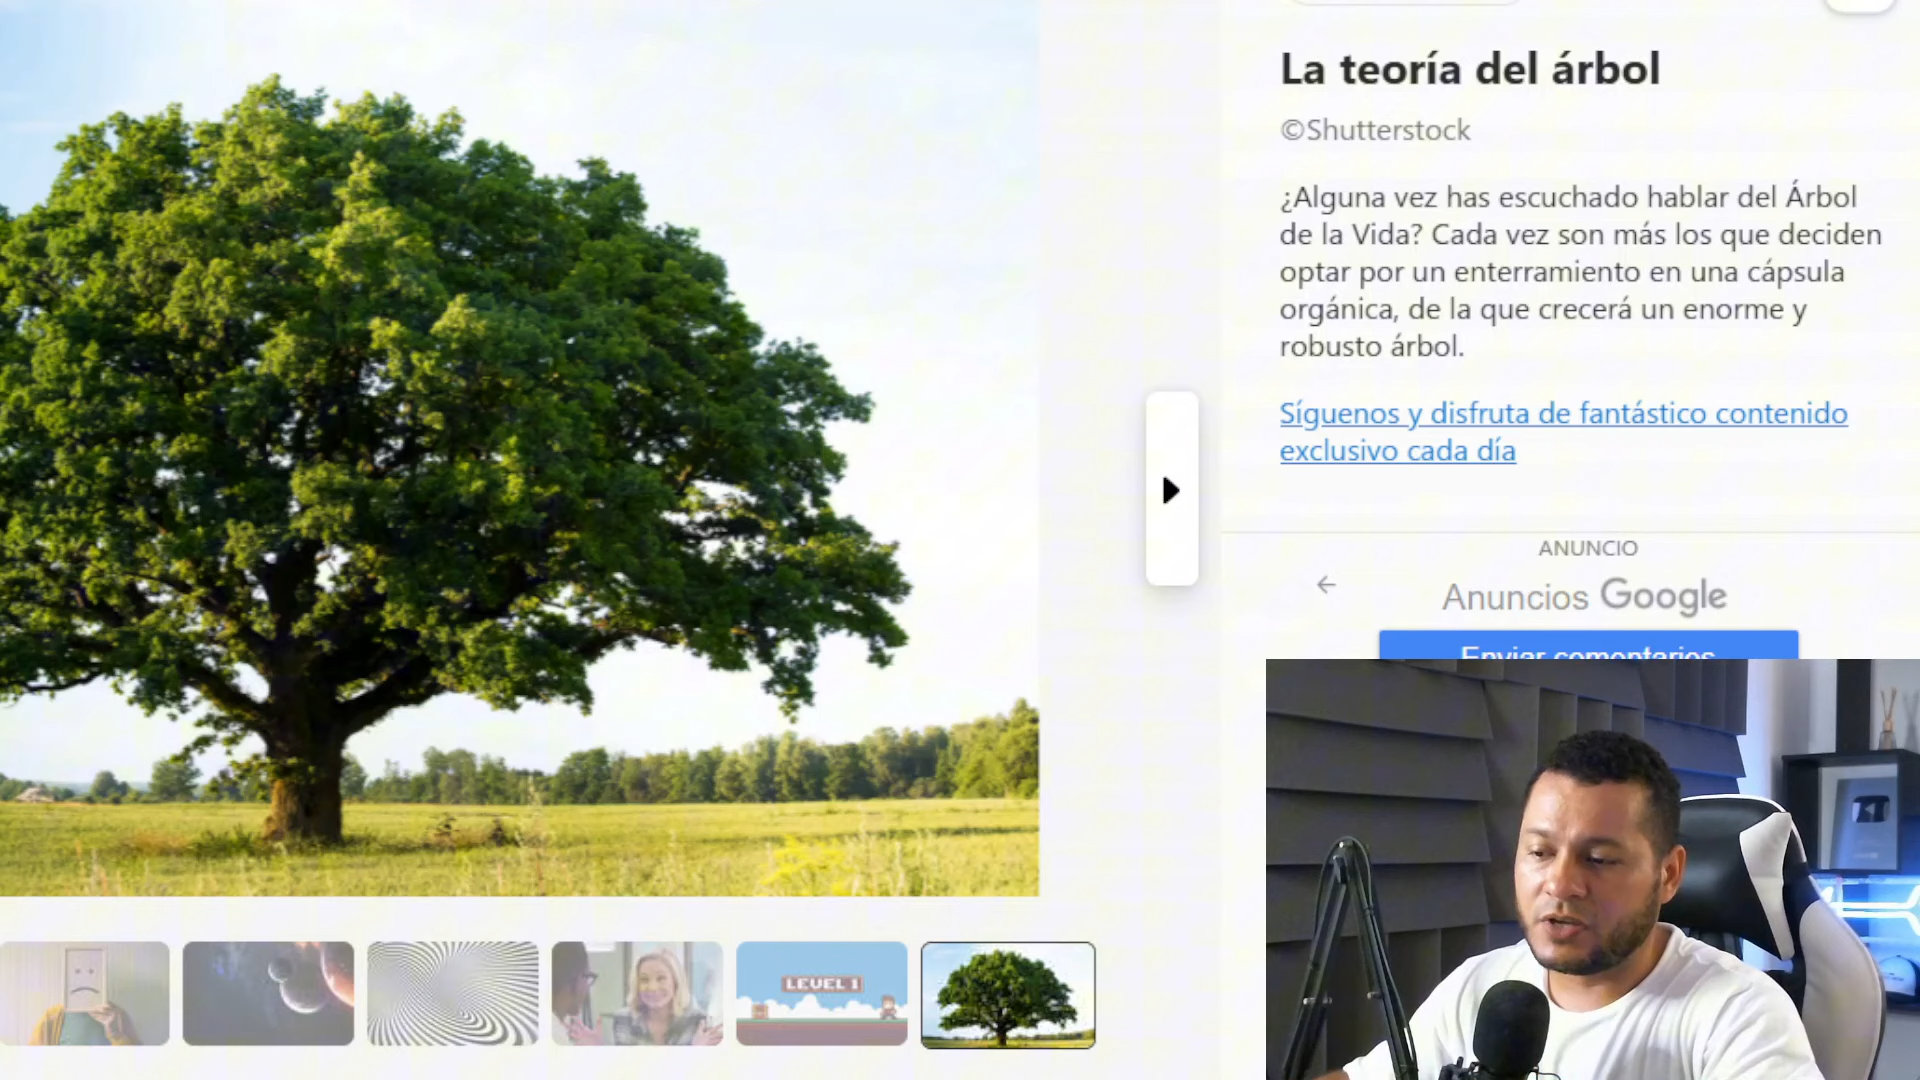 La teoría del árbol
©Shutterstock
¿Alguna vez has escuchado hablar del Árbol
de la Vida? Cada vez son más los que deciden
optar por un enterramiento en una cápsula
orgánica, de la que crecerá un enorme y
robusto árbol.
Síguenos y disfruta de fantástico contenido
exclusivo cada día
ANUNCIO
Anuncios Google
Enviar comentarios
LEVEL 1